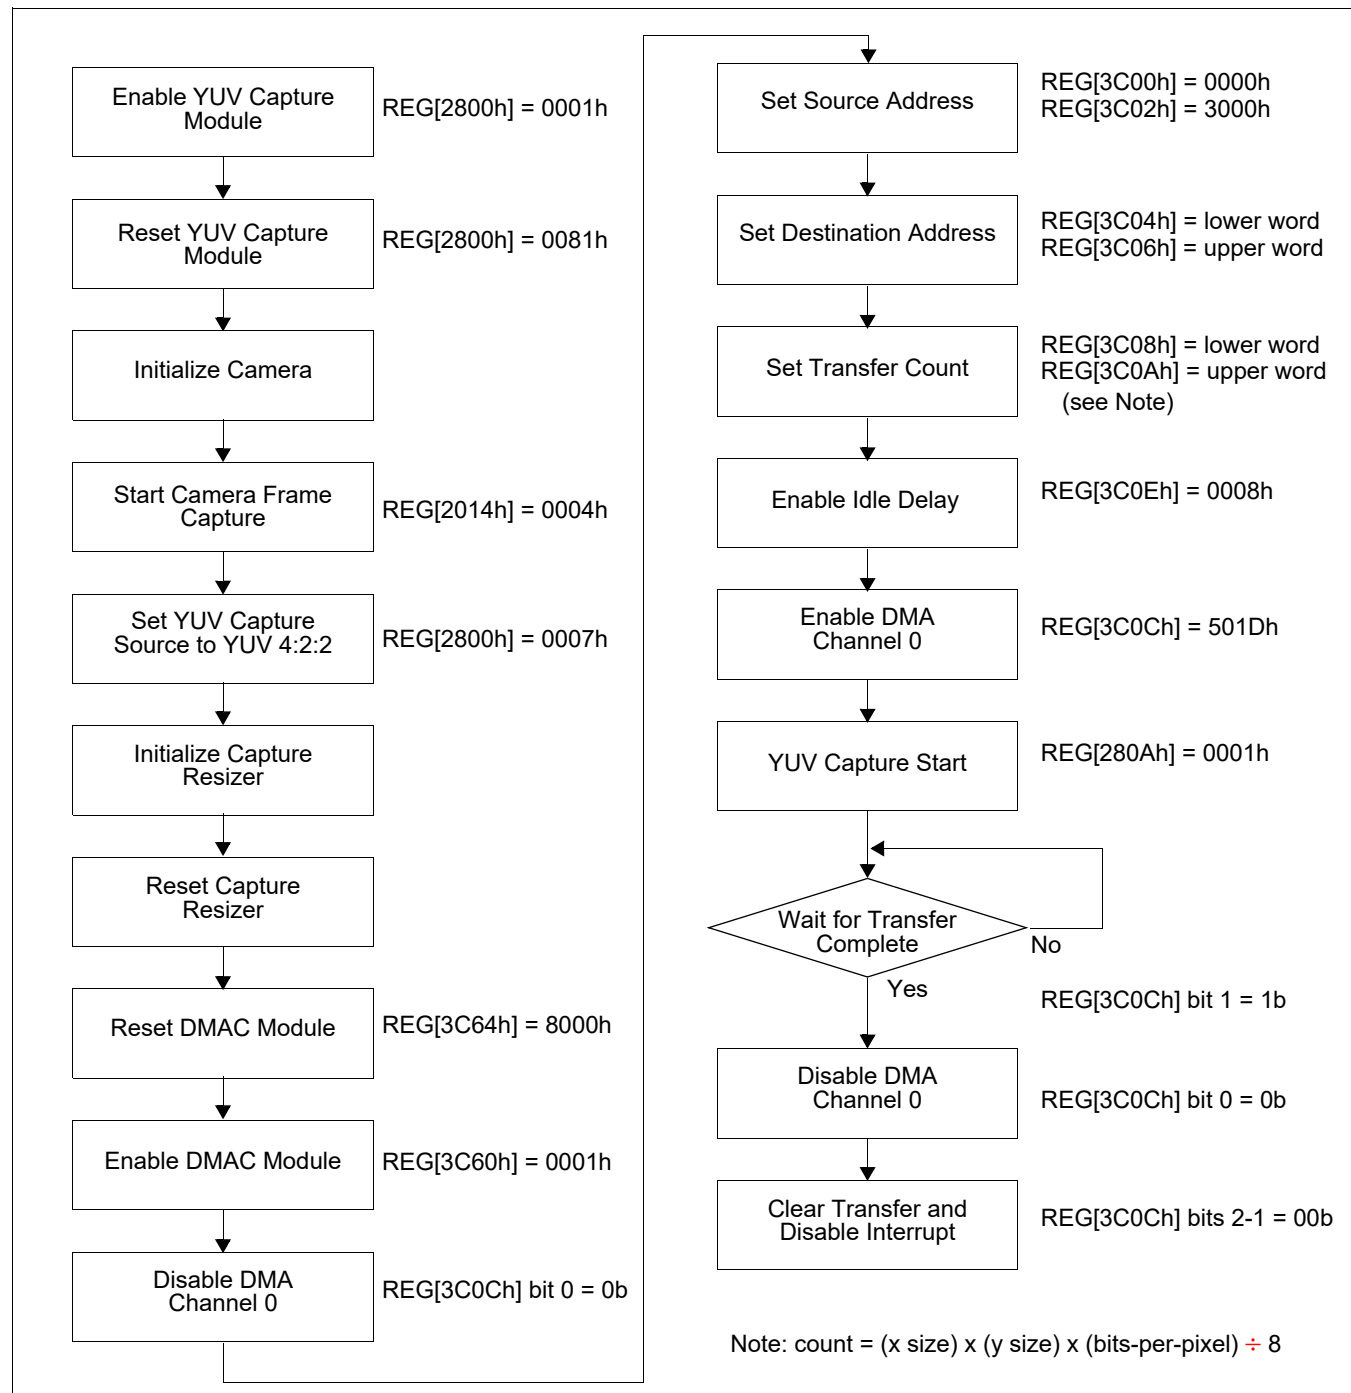 Enable YUV Capture
Module
REG[2800h] = 0001h
Reset YUV Capture
Module
REG[2800h] = 0081h
Initialize Camera
Start Camera Frame
Capture
REG[2014h] = 0004h
Set YUV Capture
Source to YUV 4:2:2
REG[2800h] = 0007h
Initialize Capture
Resizer
Reset Capture
Resizer
Reset DMAC Module
REG[3C64h] = 8000h
Enable DMAC Module
REG[3C60h] = 0001h
Disable DMA
Channel 0
REG[3C0Ch] bit 0 = 0b
Set Source Address
REG[3C00h] = 0000h
REG[3C02h] = 3000h
Set Destination Address
REG[3C04h] = lower word
REG[3C06h] = upper word
Set Transfer Count
REG[3C08h] = lower word
REG[3C0Ah] = upper word
(see Note)
Enable Idle Delay
REG[3C0Eh] = 0008h
Enable DMA
Channel 0
REG[3C0Ch] = 501Dh
YUV Capture Start
REG[280Ah] = 0001h
Wait for Transfer
Complete
No
Yes
REG[3C0Ch] bit 1 = 1b
Disable DMA
Channel 0
REG[3C0Ch] bit 0 = 0b
Clear Transfer and
Disable Interrupt
REG[3C0Ch] bits 2-1 = 00b
Note: count = (x size) x (y size) x (bits-per-pixel) ÷ 8